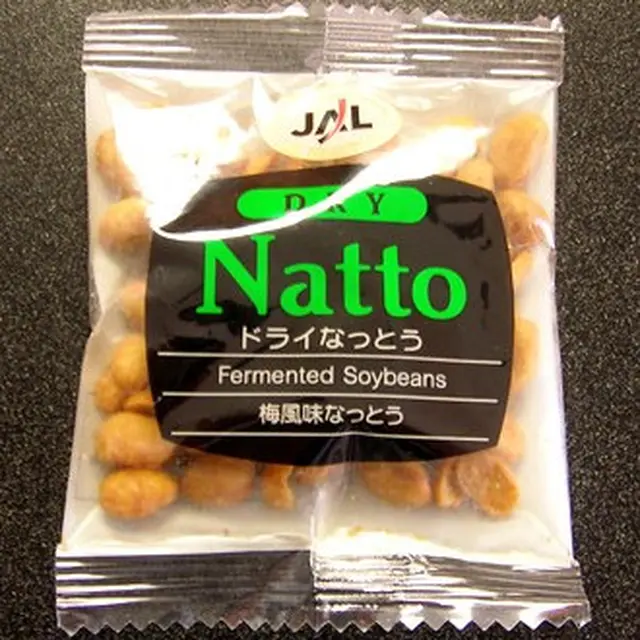 JAL
DRY
Natto
ドライなっとう
Fermented Soybeans
梅風味なっとう